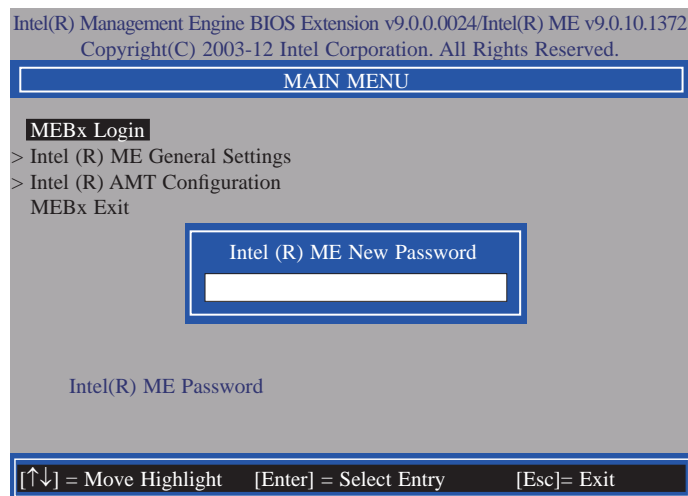 Intel(R) Management Engine BIOS Extension v9.0.0.0024/Intel(R) ME v9.0.10.1372
Copyright(C) 2003-12 Intel Corporation. All Rights Reserved.
MAIN MENU
MEBx Login
> Intel (R) ME General Settings
> Intel (R) AMT Configuration
MEBx Exit
Intel (R) ME New Password
Intel(R) ME Password
[↑↓] = Move Highlight [Enter] = Select Entry [Esc]= Exit